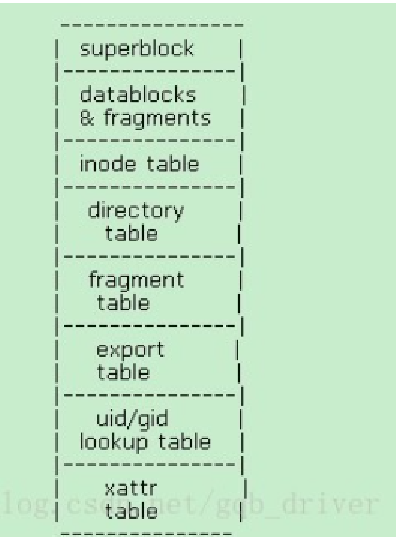 superblock
datablocks
& fragments
inode table
directory
table
fragment
table
export
table
uid/gid
lookup table
xattr
log.csdn.net/gqb_driver
table